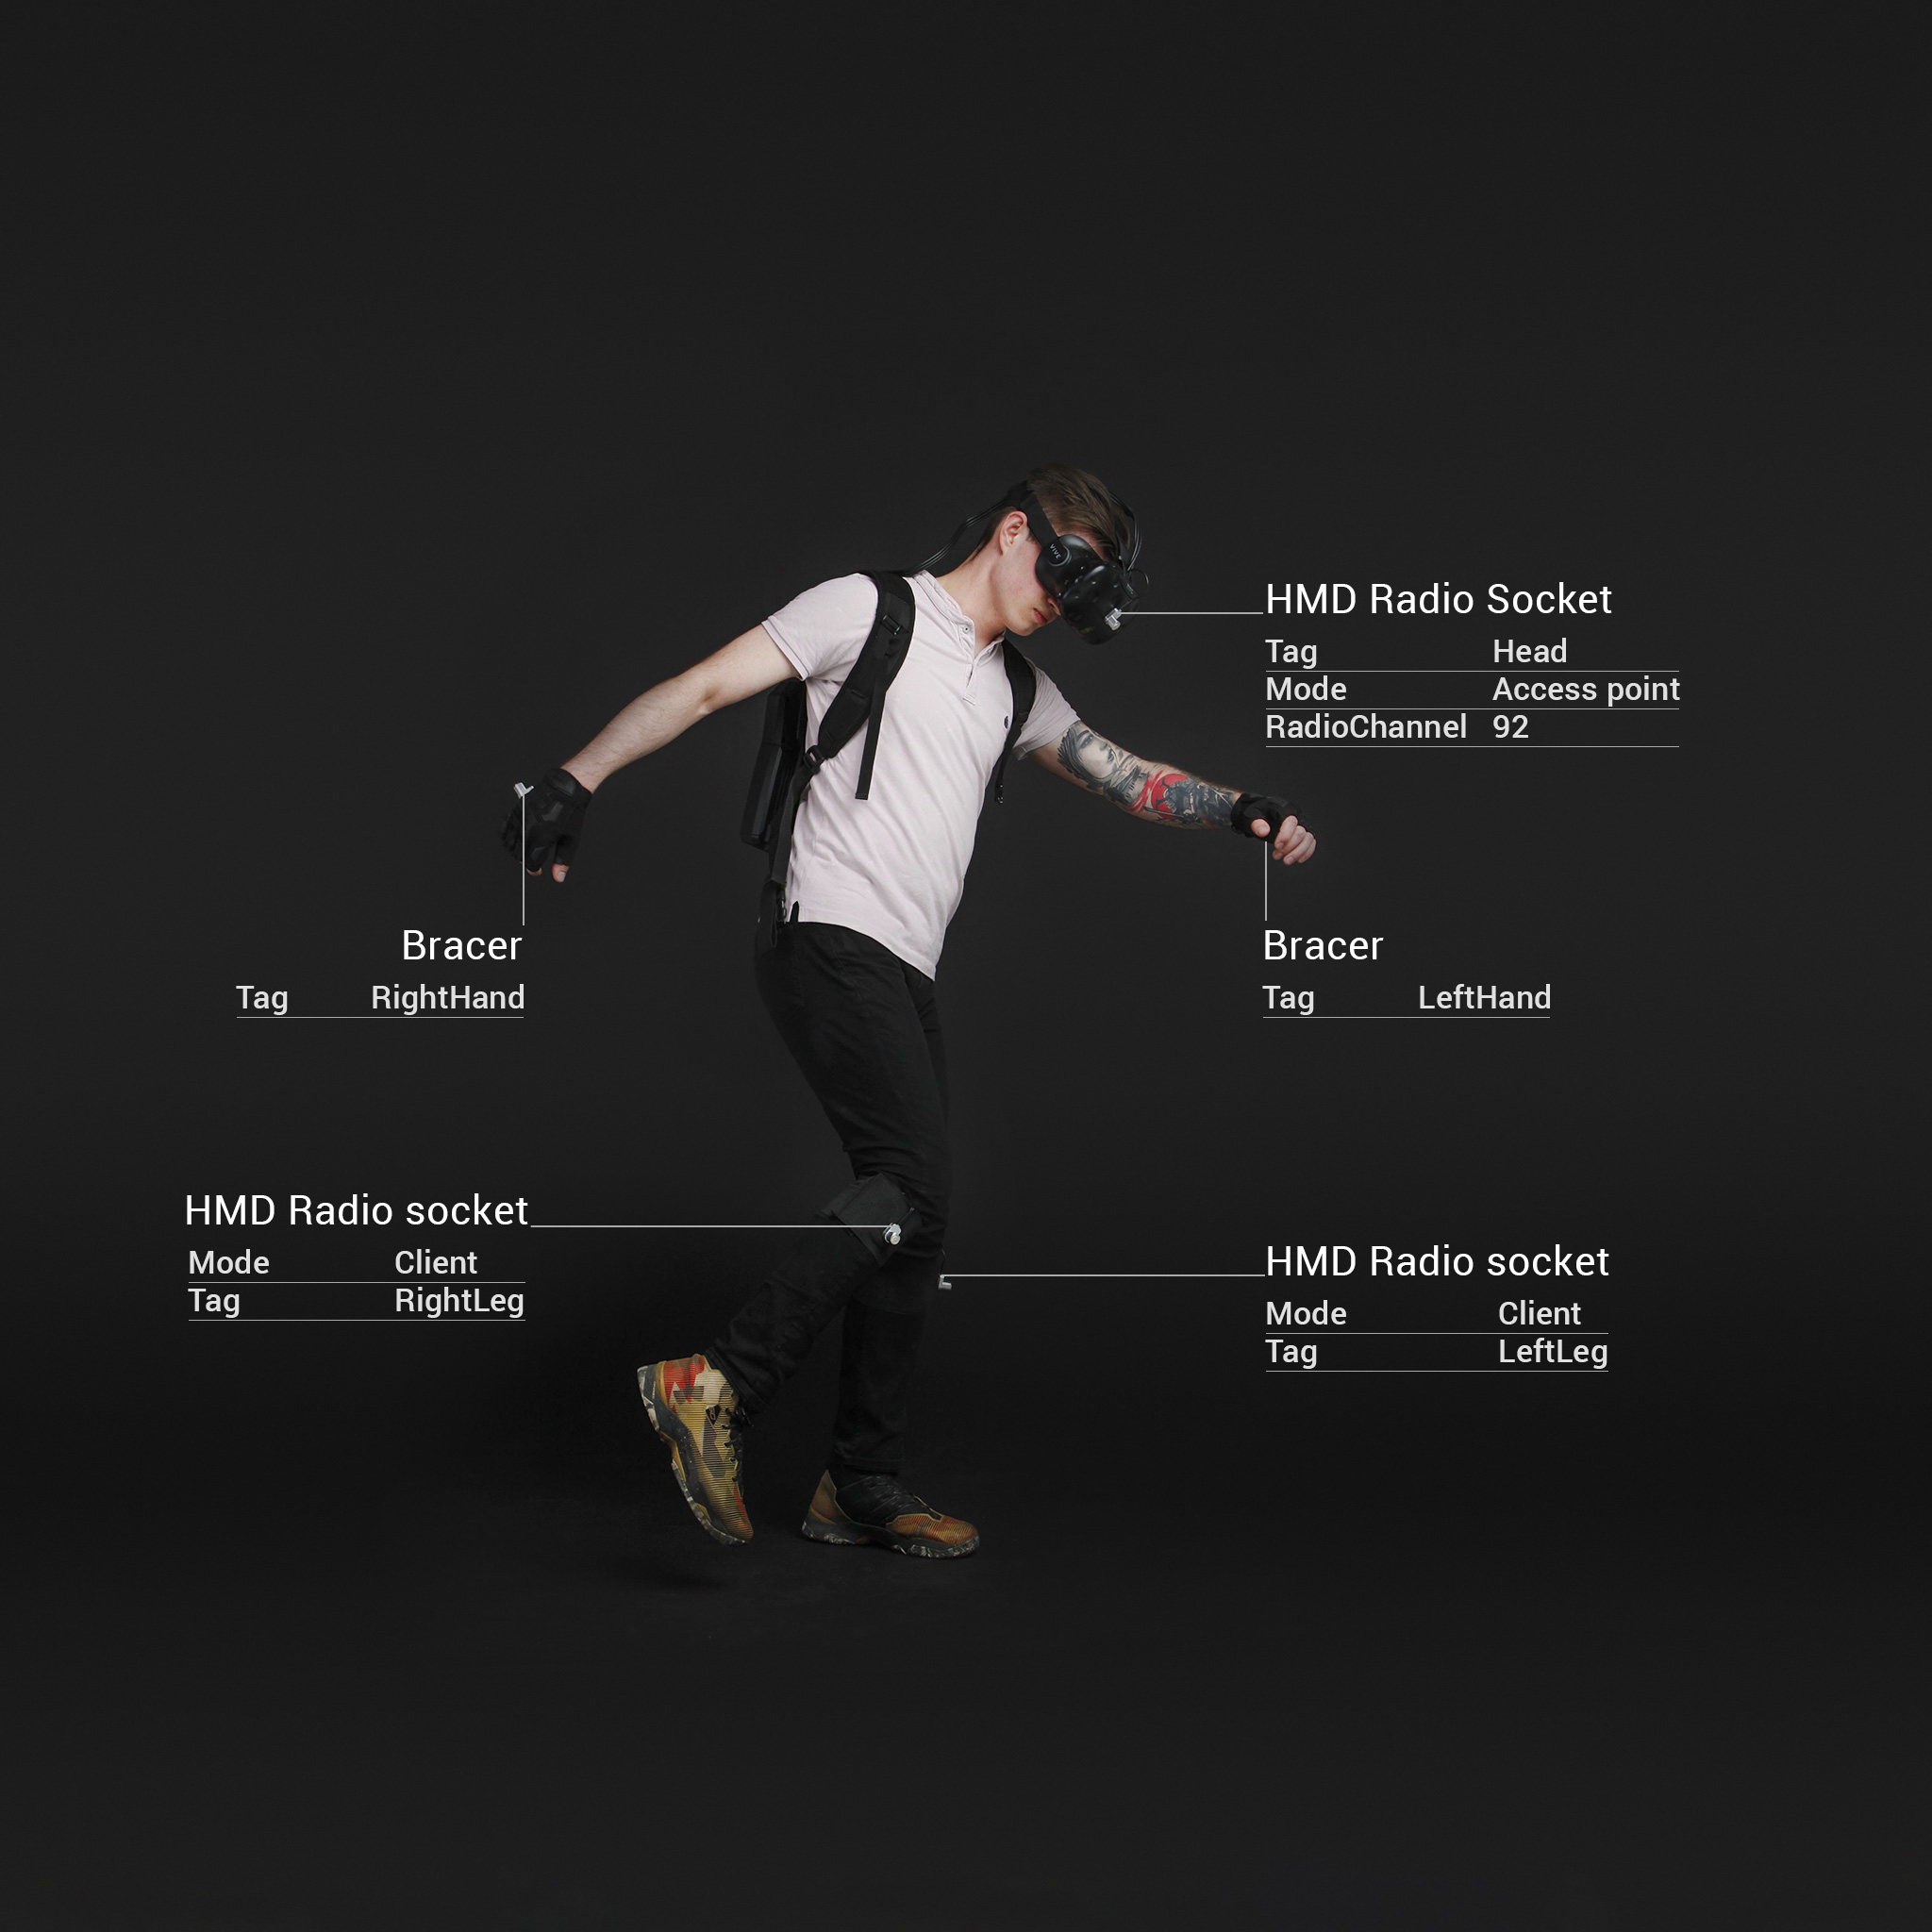 VIVE
HMD Radio Socket
Tag Head
Mode Access point
RadioChannel 92
Bracer
Tag RightHand
Bracer
Tag LeftHand
HMD Radio socket
Mode Client
Tag RightLeg
HMD Radio socket
Mode Client
Tag LeftLeg